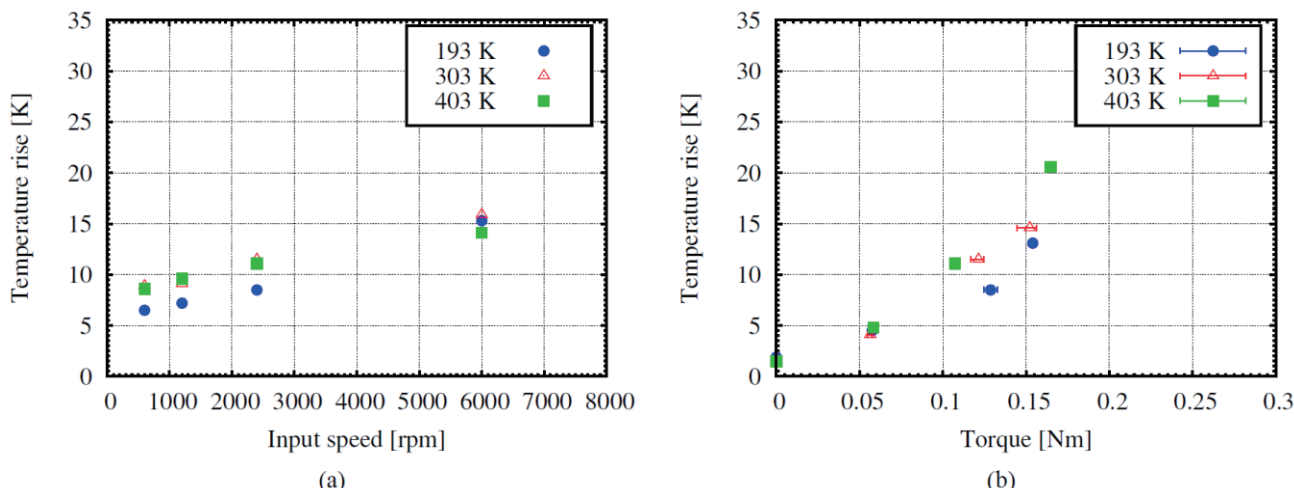 35
30
25
20
15
10
5
0
Temperature rise [K]
193 K
303 K
403 K
0 1000 2000 3000 4000 5000 6000 7000 8000
Input speed [rpm]
(a)
35
30
25
20
15
10
5
0
Temperature rise [K]
193 K
303 K
403 K
0 0.05 0.1 0.15 0.2 0.25 0.3
Torque [Nm]
(b)